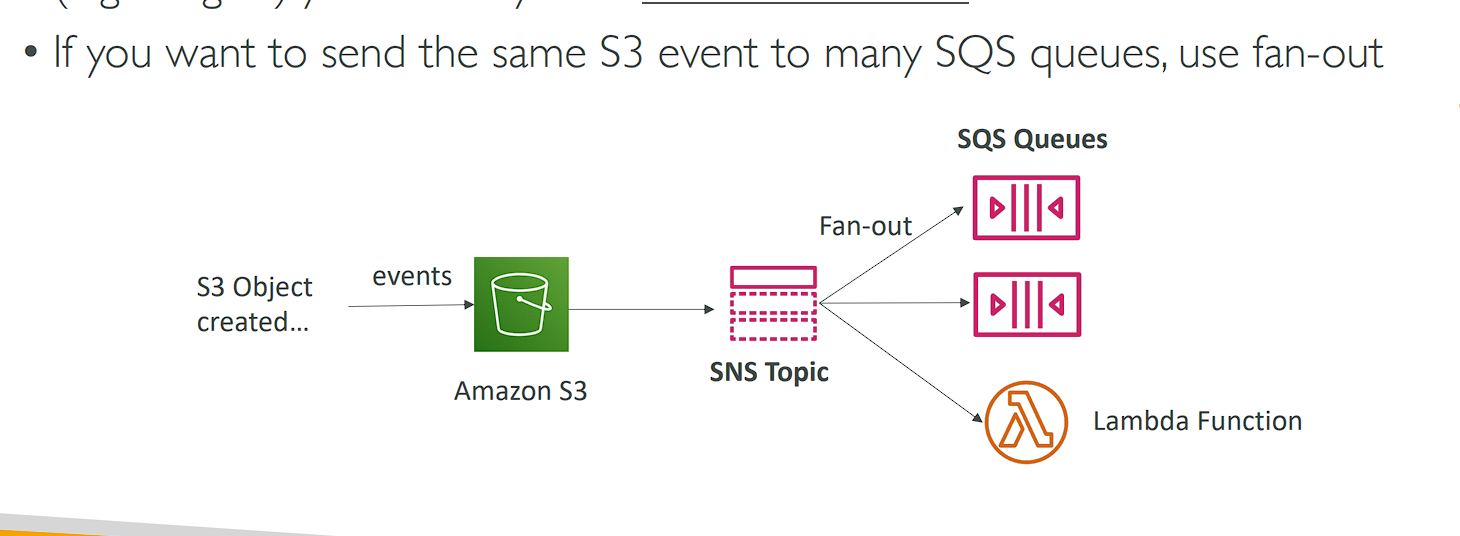 • If you want to send the same S3 event to many SQS queues, use fan-out
SQS Queues
Fan-out
events
S3 Object
created...
SNS Topic
Amazon S3
Lambda Function